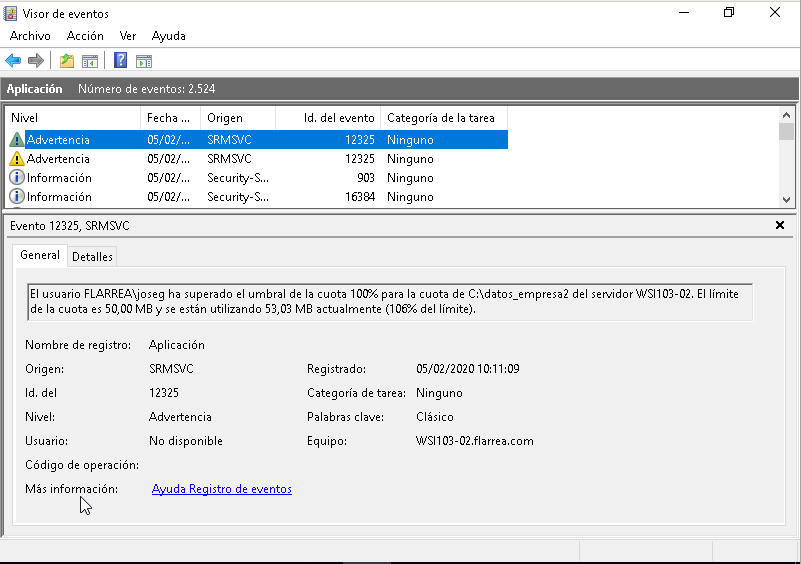 Visor de eventos
Archivo Acción Ver Ayuda
Aplicación Número de eventos: 2.524
Nivel Fecha ... Origen Id. del evento Categoría de la tarea
Advertencia 05/02/... SRMSVC 12325 Ninguno
Advertencia 05/02/... SRMSVC 12325 Ninguno
Información 05/02/... Security-S... 903 Ninguno
Información 05/02/... Security-S... 16384 Ninguno
Evento 12325, SRMSVC
General Detalles
El usuario FLARREA\joseg ha superado el umbral de la cuota 100% para la cuota de C:\datos_empresa2 del servidor WSI103-02. El límite
de la cuota es 50,00 MB y se están utilizando 53,03 MB actualmente (106% del límite).
Nombre de registro: Aplicación
Origen: SRMSVC Registrado: 05/02/2020 10:11:09
Id. del 12325 Categoría de tarea: Ninguno
Nivel: Advertencia Palabras clave: Clásico
Usuario: No disponible Equipo: WSI103-02.flarrea.com
Código de operación:
Más información: Ayuda Registro de eventos